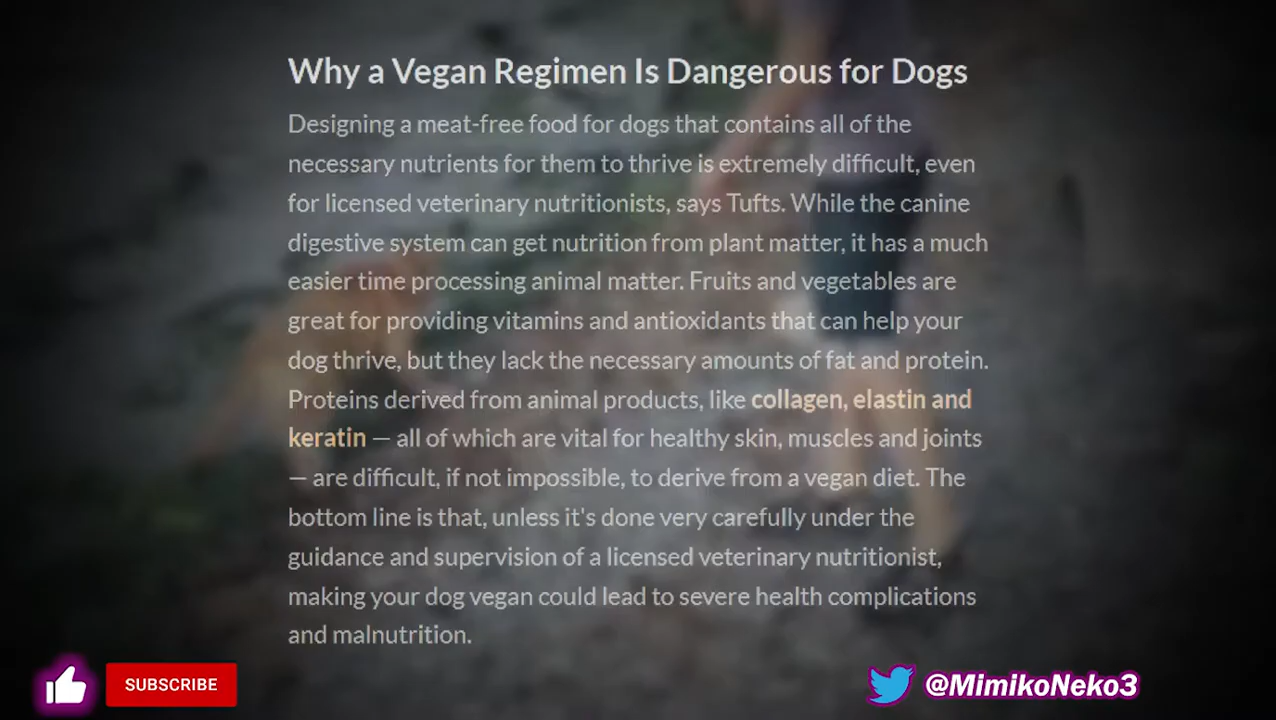 Why a Vegan Regimen Is Dangerous for Dogs
Designing a meat-free food for dogs that contains all of the
necessary nutrients for them to thrive is extremely difficult, even
for licensed veterinary nutritionists, says Tufts. While the canine
digestive system can get nutrition from plant matter, it has a much
easier time processing animal matter. Fruits and vegetables are
great for providing vitamins and antioxidants that can help your
dog thrive, but they lack the necessary amounts of fat and protein.
Proteins derived from animal products, like collagen, elastin and
keratin — all of which are vital for healthy skin, muscles and joints
— are difficult, if not impossible, to derive from a vegan diet. The
bottom line is that, unless it's done very carefully under the
guidance and supervision of a licensed veterinary nutritionist,
making your dog vegan could lead to severe health complications
and malnutrition.
SUBSCRIBE
@MimikoNeko3